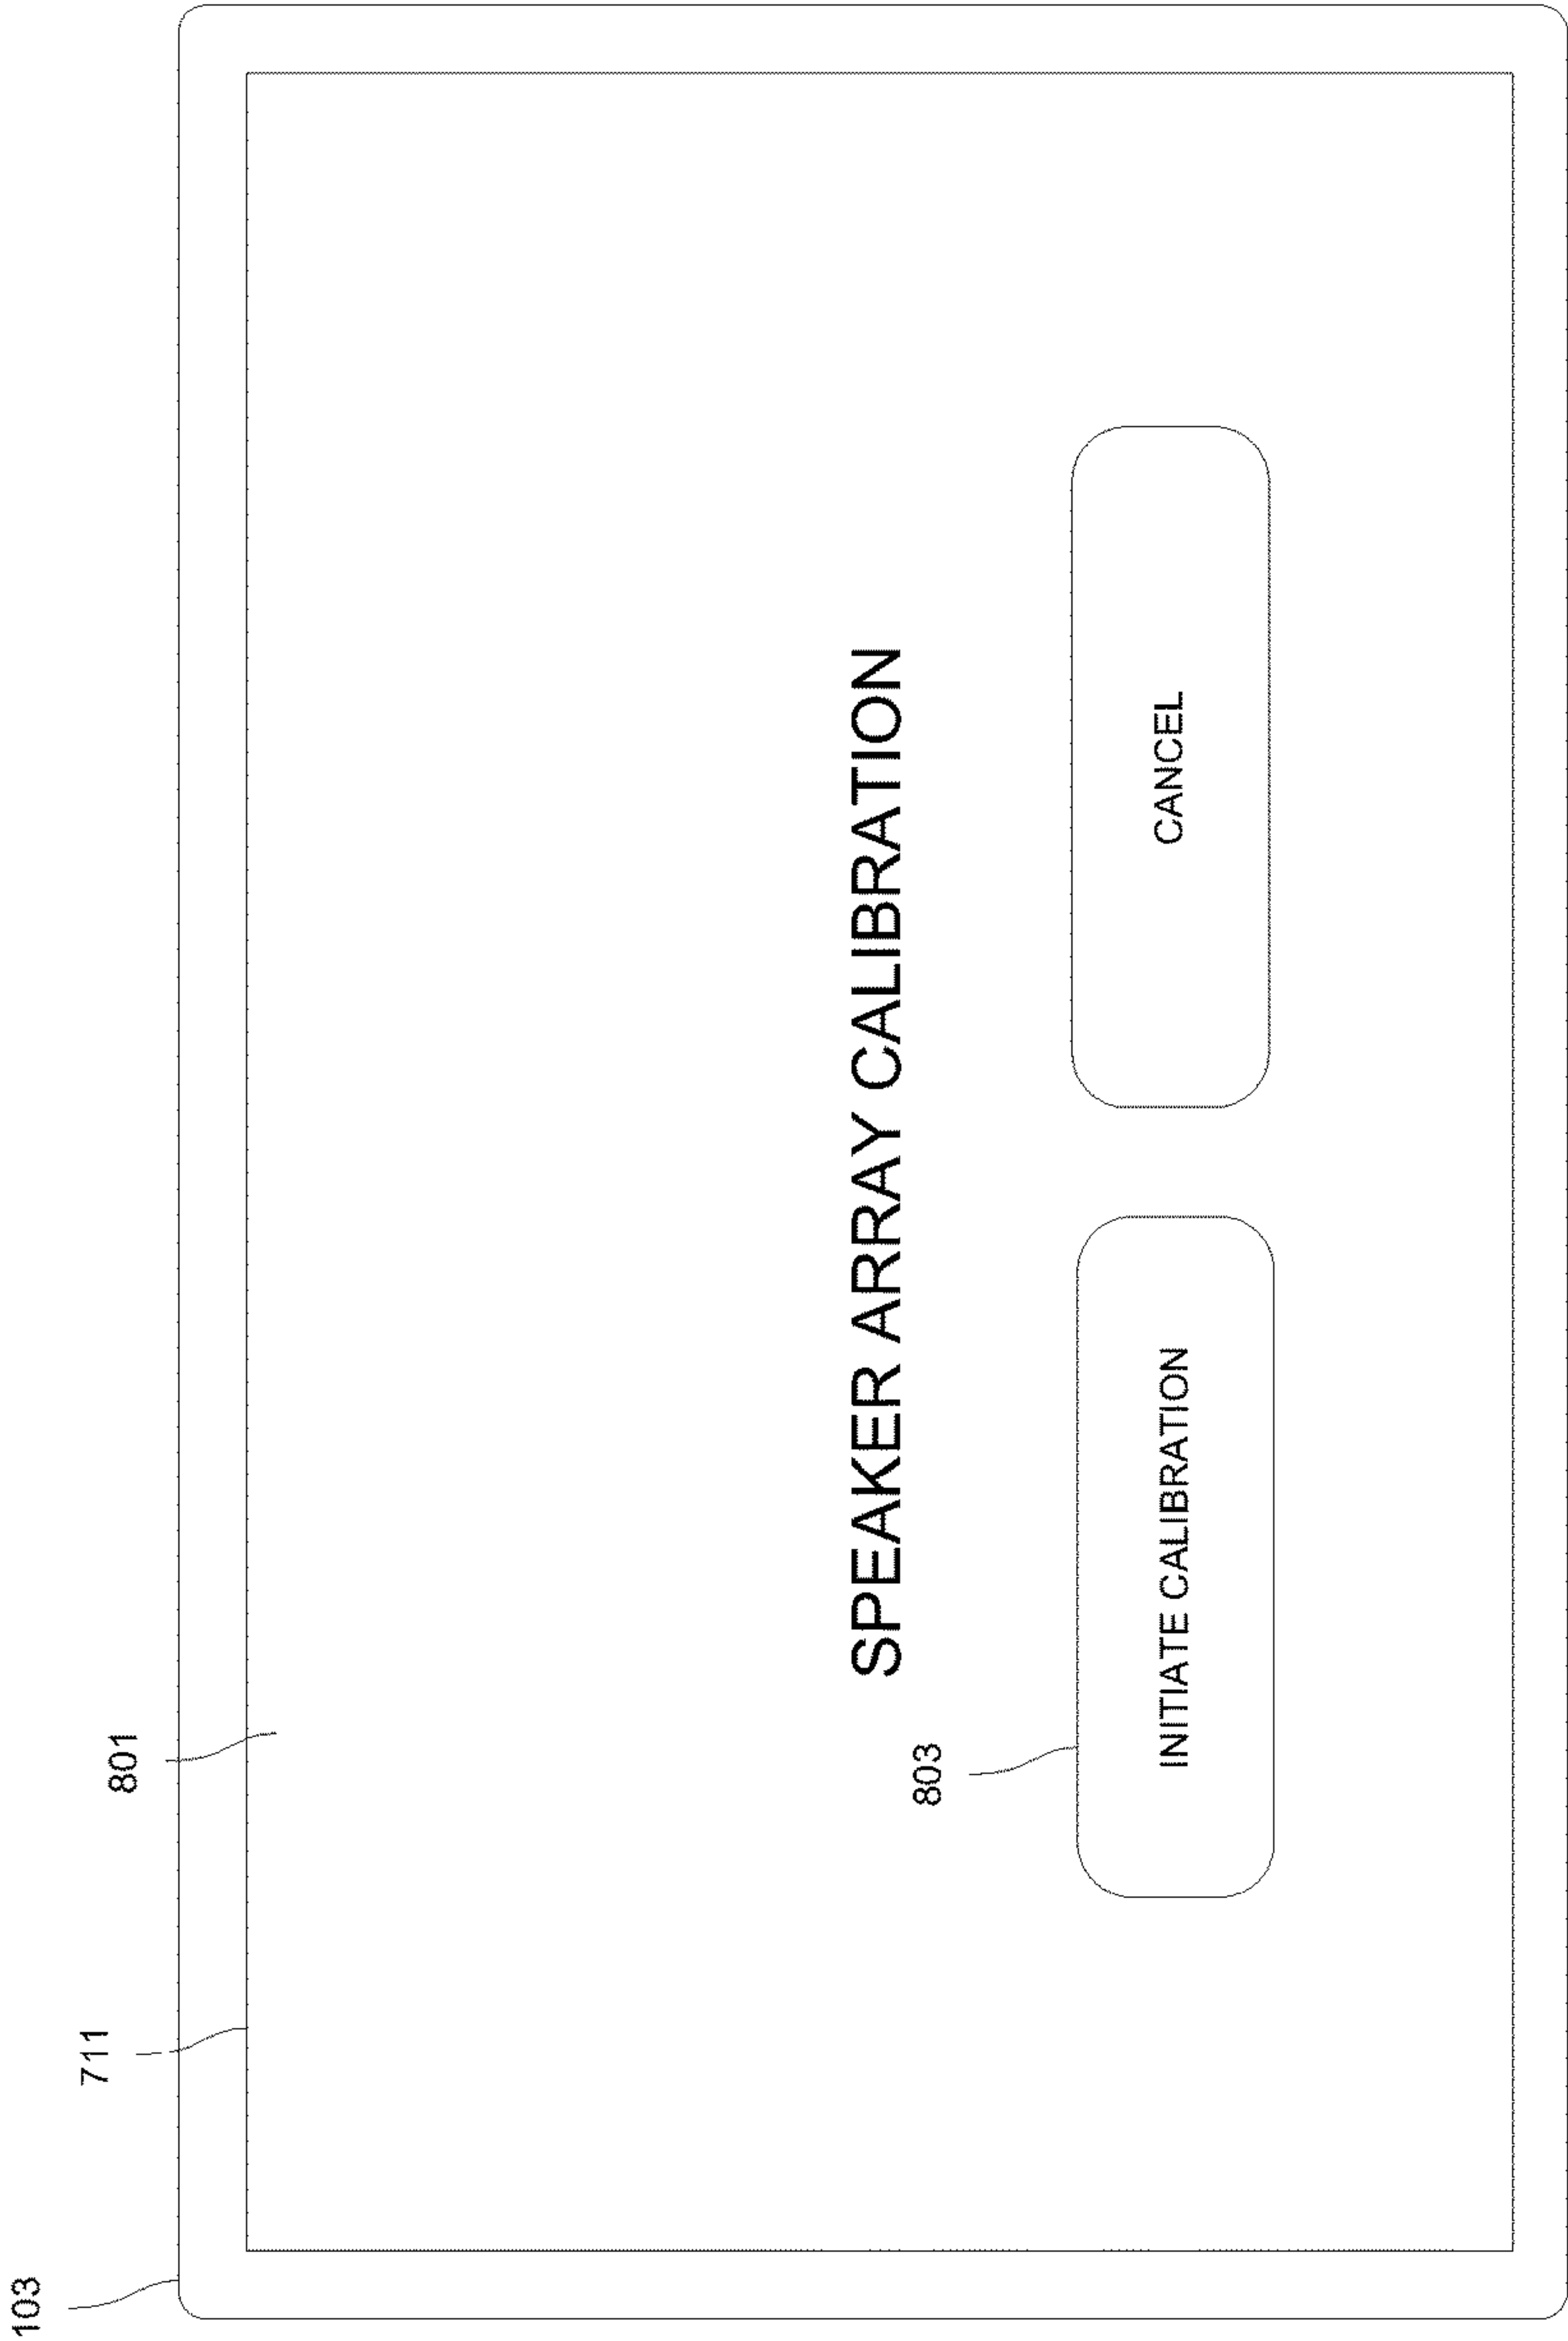 103
711
801
SPEAKER ARRAY CALIBRATION
803
INITIATE CALIBRATION
CANCEL